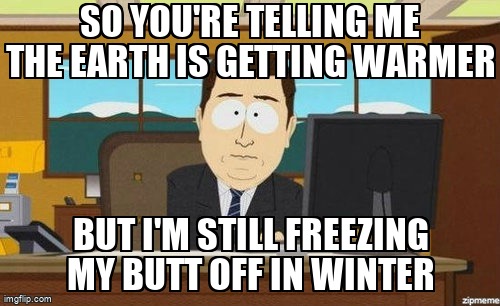 SO YOU'RE TELLING ME
THE EARTH IS GETTING WARMER
BUT I'M STILL FREEZING
MY BUTT OFF IN WINTER
imgflip.com
zipmeme